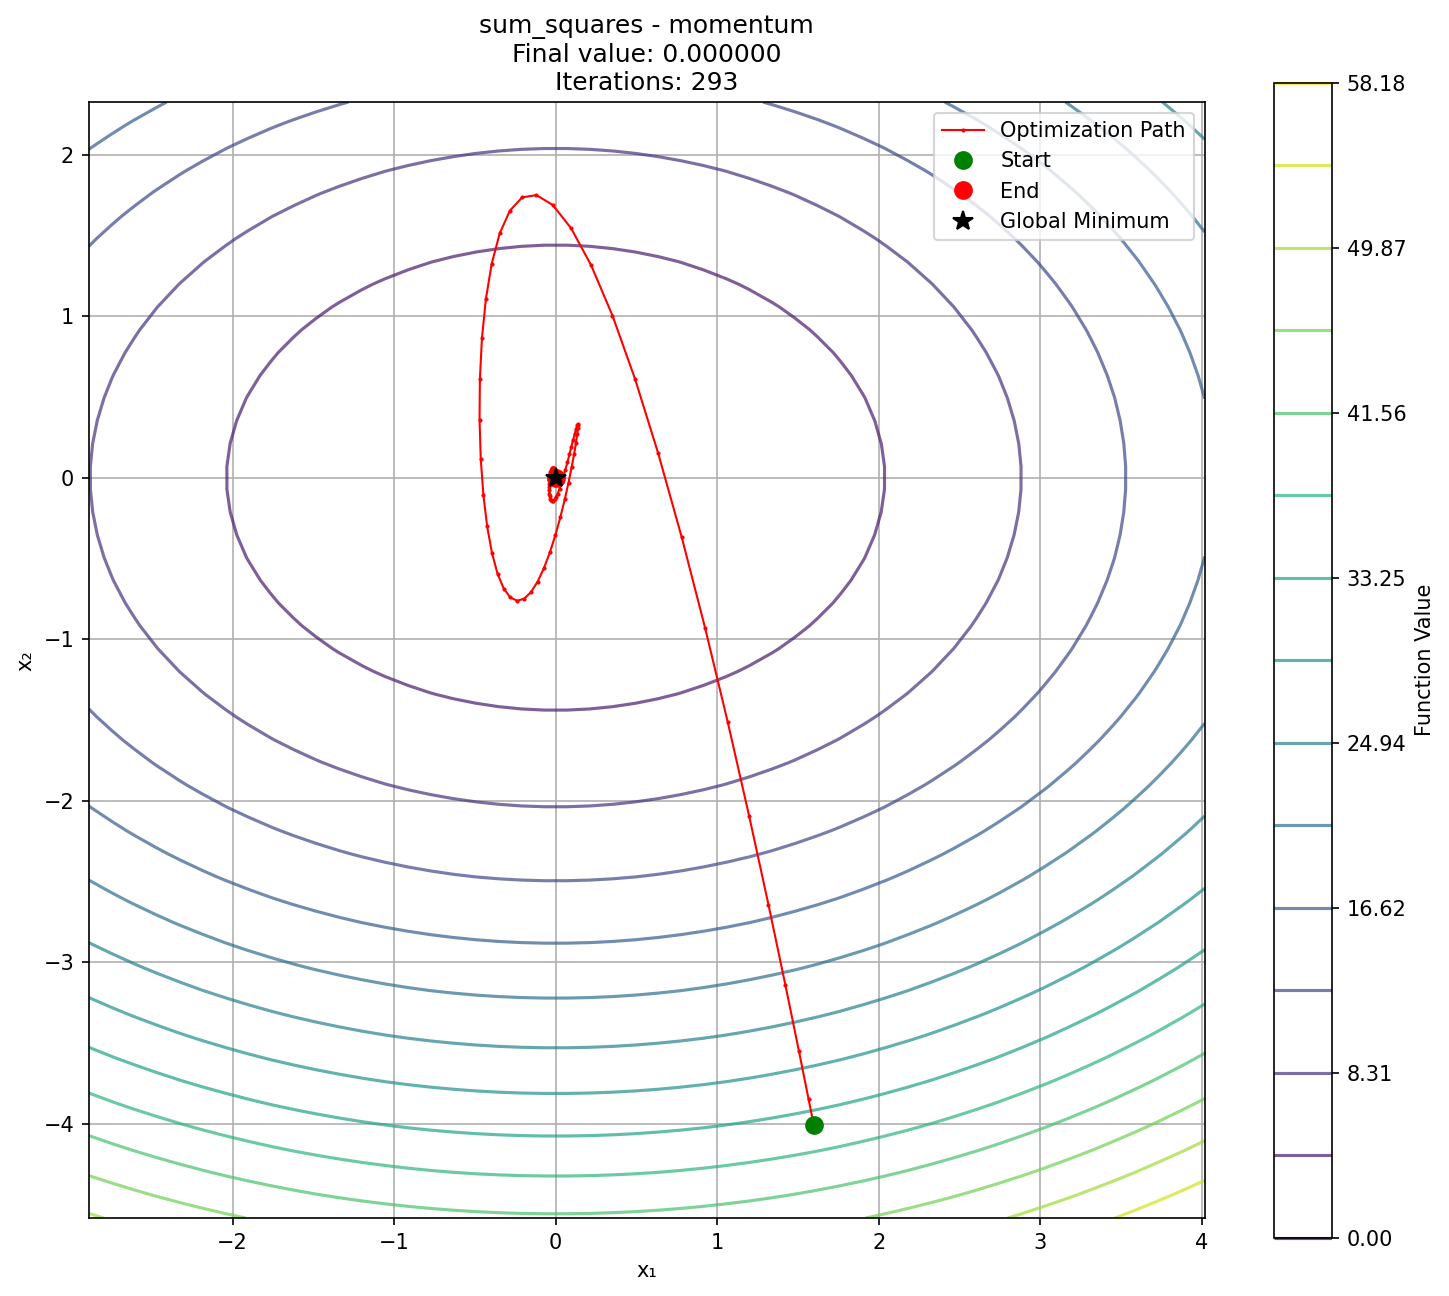 sum_squares - momentum
Final value: 0.000000
Iterations: 293
Optimization Path
Start
End
Global Minimum
2
1
0
−1
−2
−3
−4
x₂
−2
−1
0
1
2
3
4
x₁
58.18
49.87
41.56
33.25
24.94
16.62
8.31
0.00
Function Value